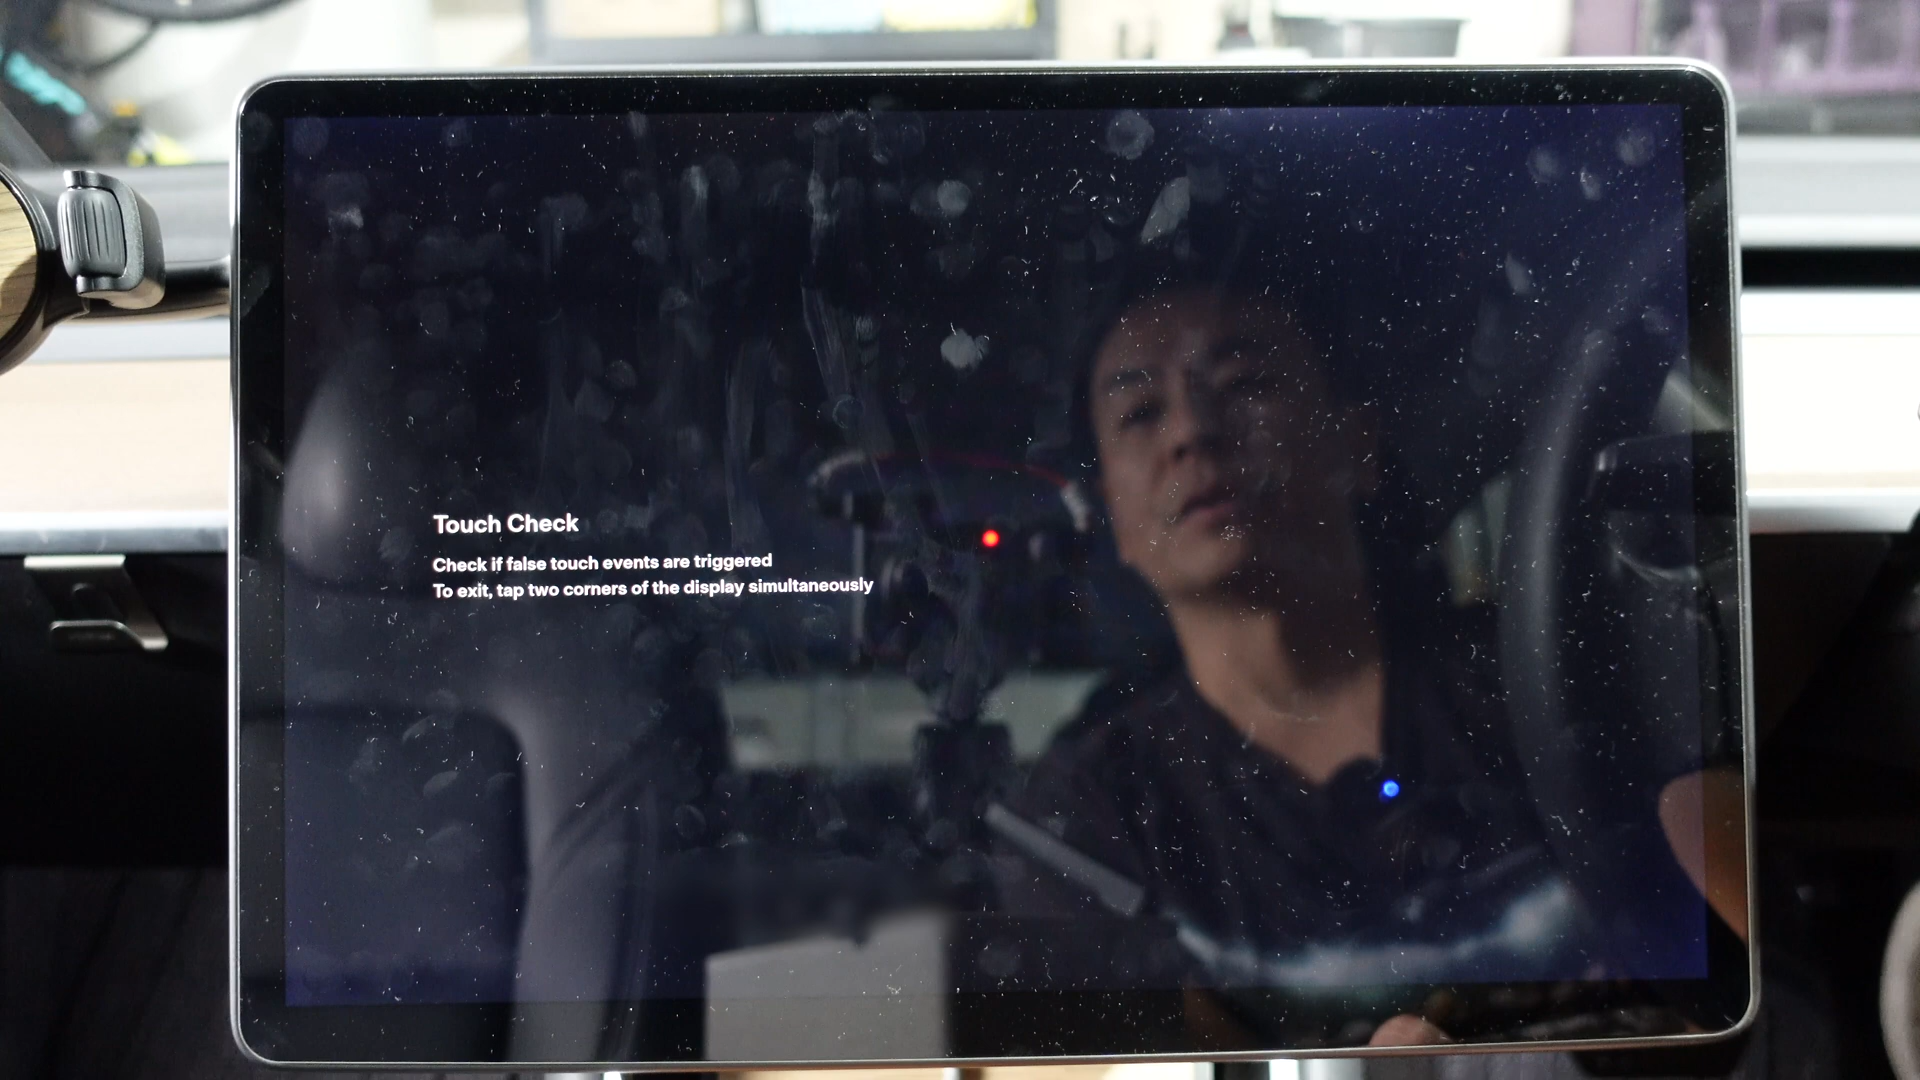 Touch Check
Check if false touch events are triggered
To exit, tap two corners of the display simultaneously